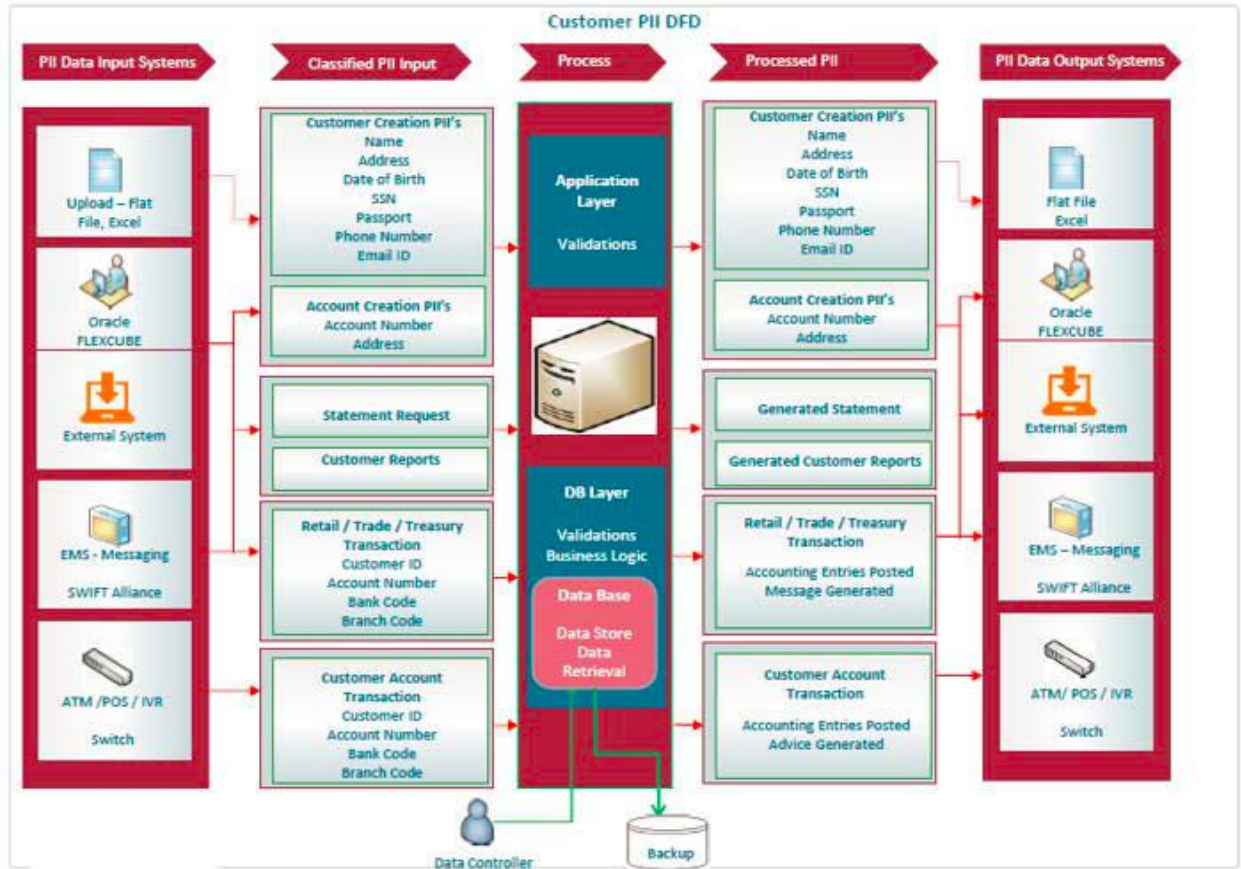 Customer PII DFD
PII Data Input Systems
Classified PII Input
Process
Processed PII
PII Data Output Systems
Upload – Flat
File, Excel
Oracle
FLEXCUBE
External System
EMS - Messaging
SWIFT Alliance
ATM /POS / IVR
Switch
Customer Creation PII's
Name
Address
Date of Birth
SSN
Passport
Phone Number
Email ID
Account Creation PII's
Account Number
Address
Statement Request
Customer Reports
Retail / Trade / Treasury
Transaction
Customer ID
Account Number
Bank Code
Branch Code
Customer Account
Transaction
Customer ID
Account Number
Bank Code
Branch Code
Application
Layer
Validations
DB Layer
Validations
Business Logic
Data Base
Data Store
Data
Retrieval
Customer Creation PII's
Name
Address
Date of Birth
SSN
Passport
Phone Number
Email ID
Account Creation PII's
Account Number
Address
Generated Statement
Generated Customer Reports
Retail / Trade / Treasury
Transaction
Accounting Entries Posted
Message Generated
Customer Account
Transaction
Accounting Entries Posted
Advice Generated
Flat File
Excel
Oracle
FLEXCUBE
External System
EMS – Messaging
SWIFT Alliance
ATM/ POS / IVR
Switch
Data Controller
Backup